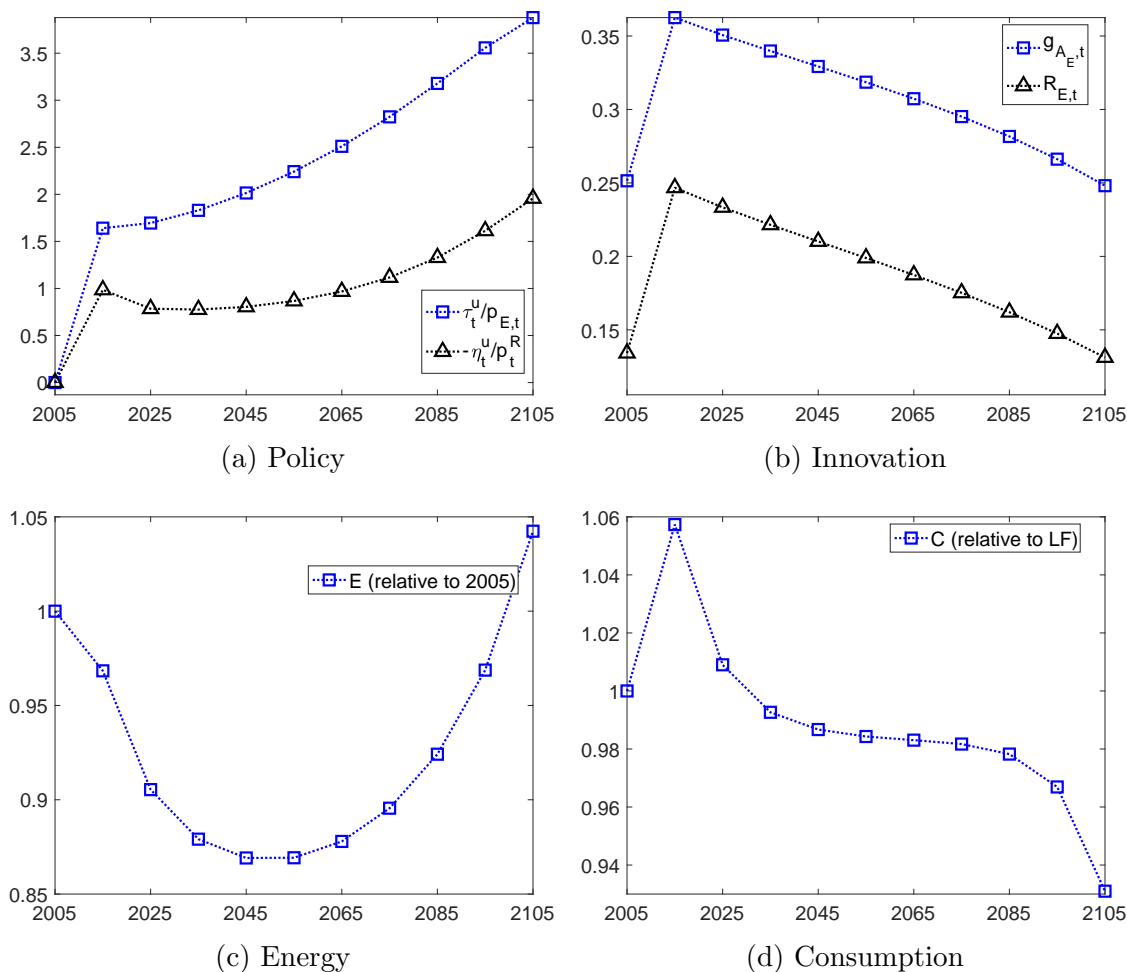 3.5
3
2.5
2
1.5
1
0.5
0
2005 2025 2045 2065 2085 2105
τ_t^u/p_{E,t}
η_t^u/p_t^R
(a) Policy
0.35
0.3
0.25
0.2
0.15
2005 2025 2045 2065 2085 2105
g_{A_E,t}
R_{E,t}
(b) Innovation
1.05
1
0.95
0.9
0.85
2005 2025 2045 2065 2085 2105
E (relative to 2005)
(c) Energy
1.06
1.04
1.02
1
0.98
0.96
0.94
2005 2025 2045 2065 2085 2105
C (relative to LF)
(d) Consumption